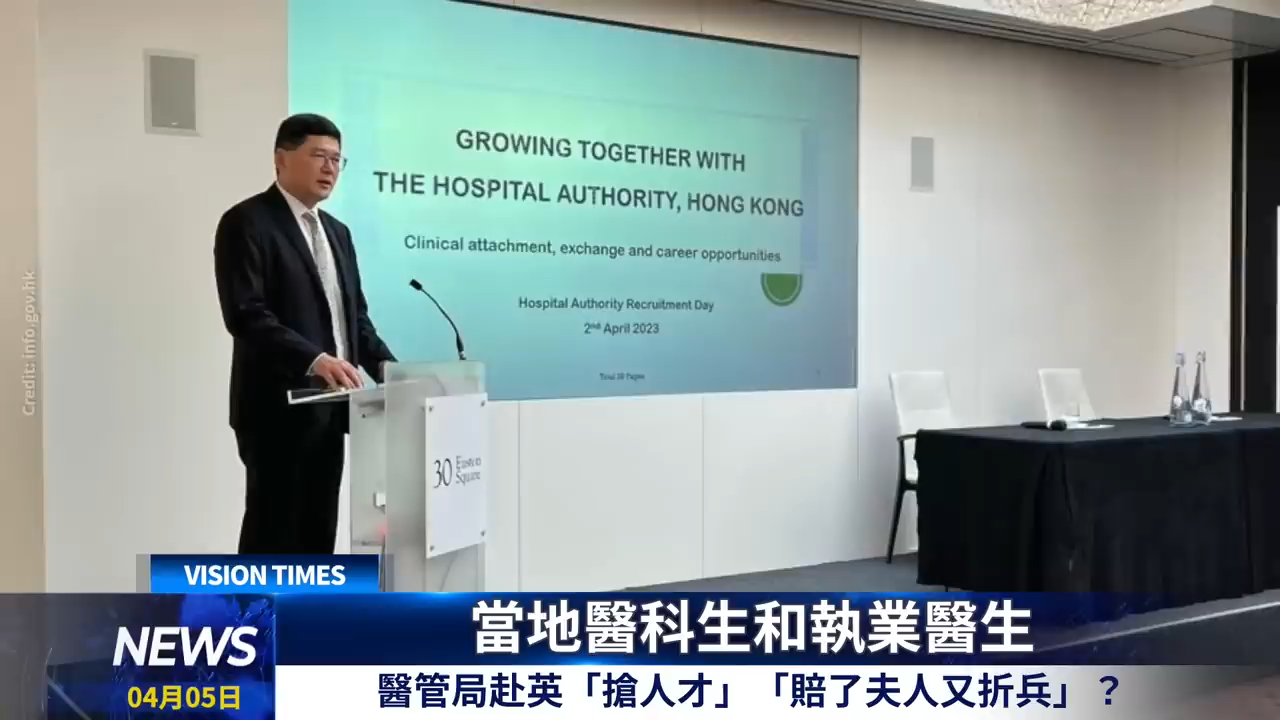 GROWING TOGETHER WITH
THE HOSPITAL AUTHORITY, HONG KONG
Clinical attachment, exchange and career opportunities
Hospital Authority Recruitment Day
2nd April 2023
Credit: info.gov.hk
30 Euston
Square
VISION TIMES
NEWS
04月05日
當地醫科生和執業醫生
醫管局赴英「搶人才」「賠了夫人又折兵」？